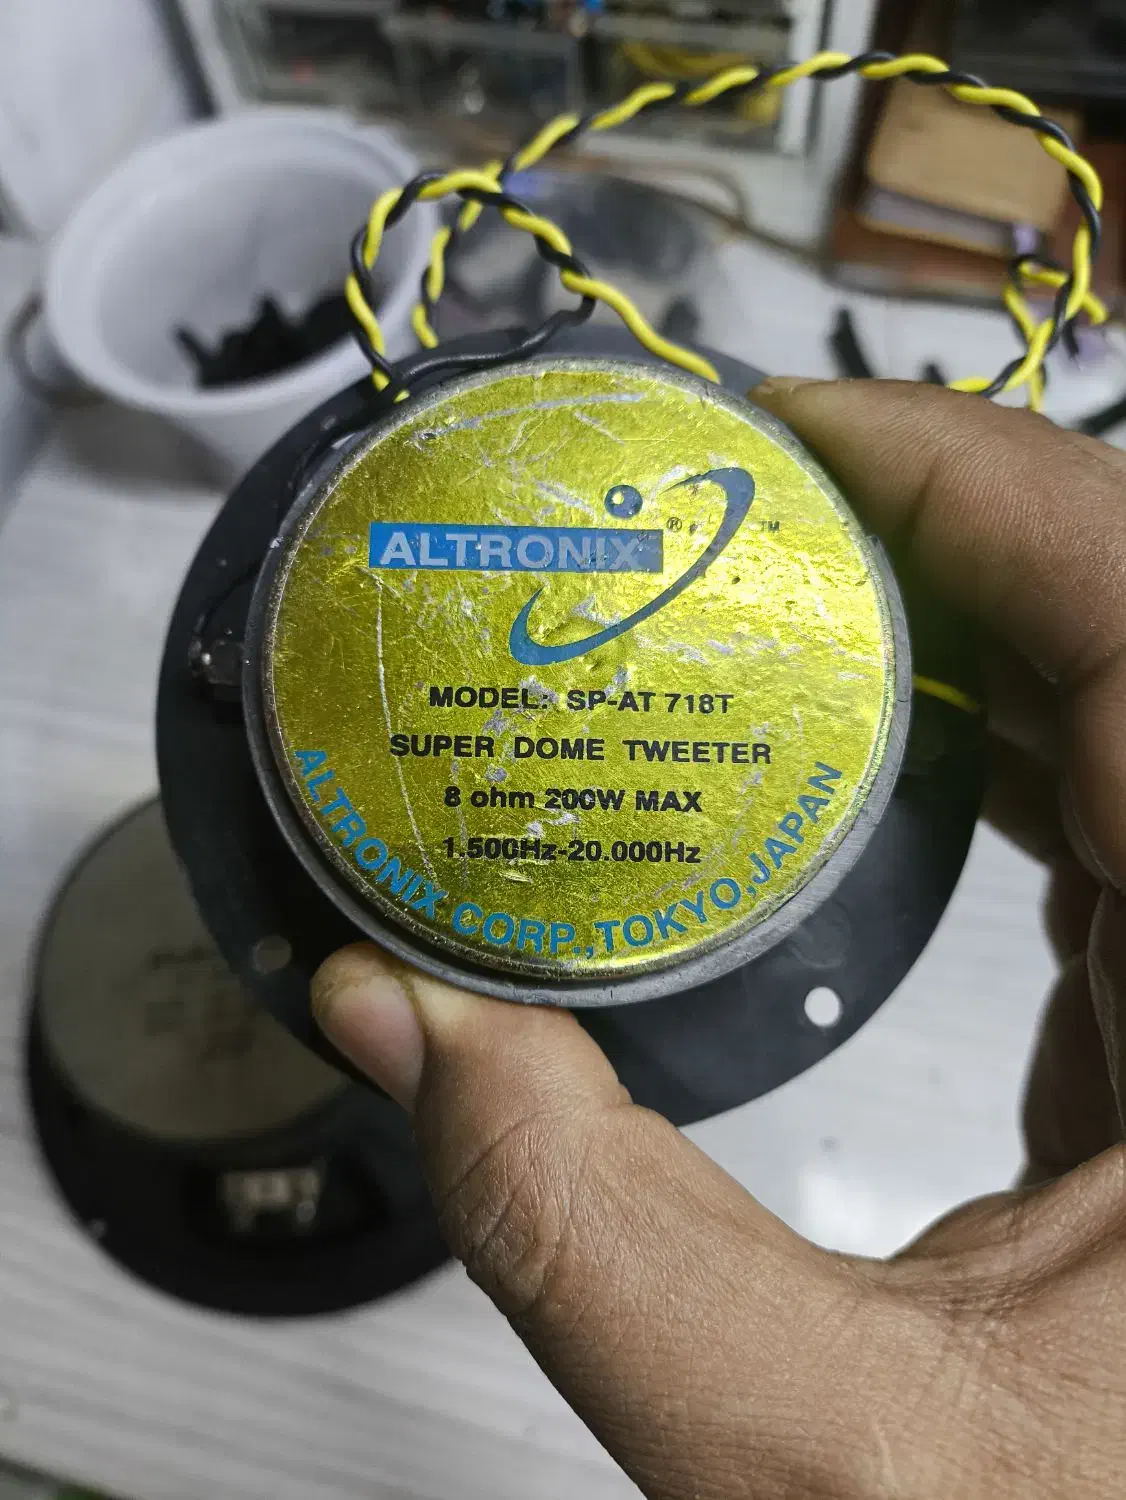 ALTRONIX ® TM
MODEL: SP-AT 718T
SUPER DOME TWEETER
8 ohm 200W MAX
1.500Hz-20.000Hz
ALTRONIX CORP., TOKYO, JAPAN